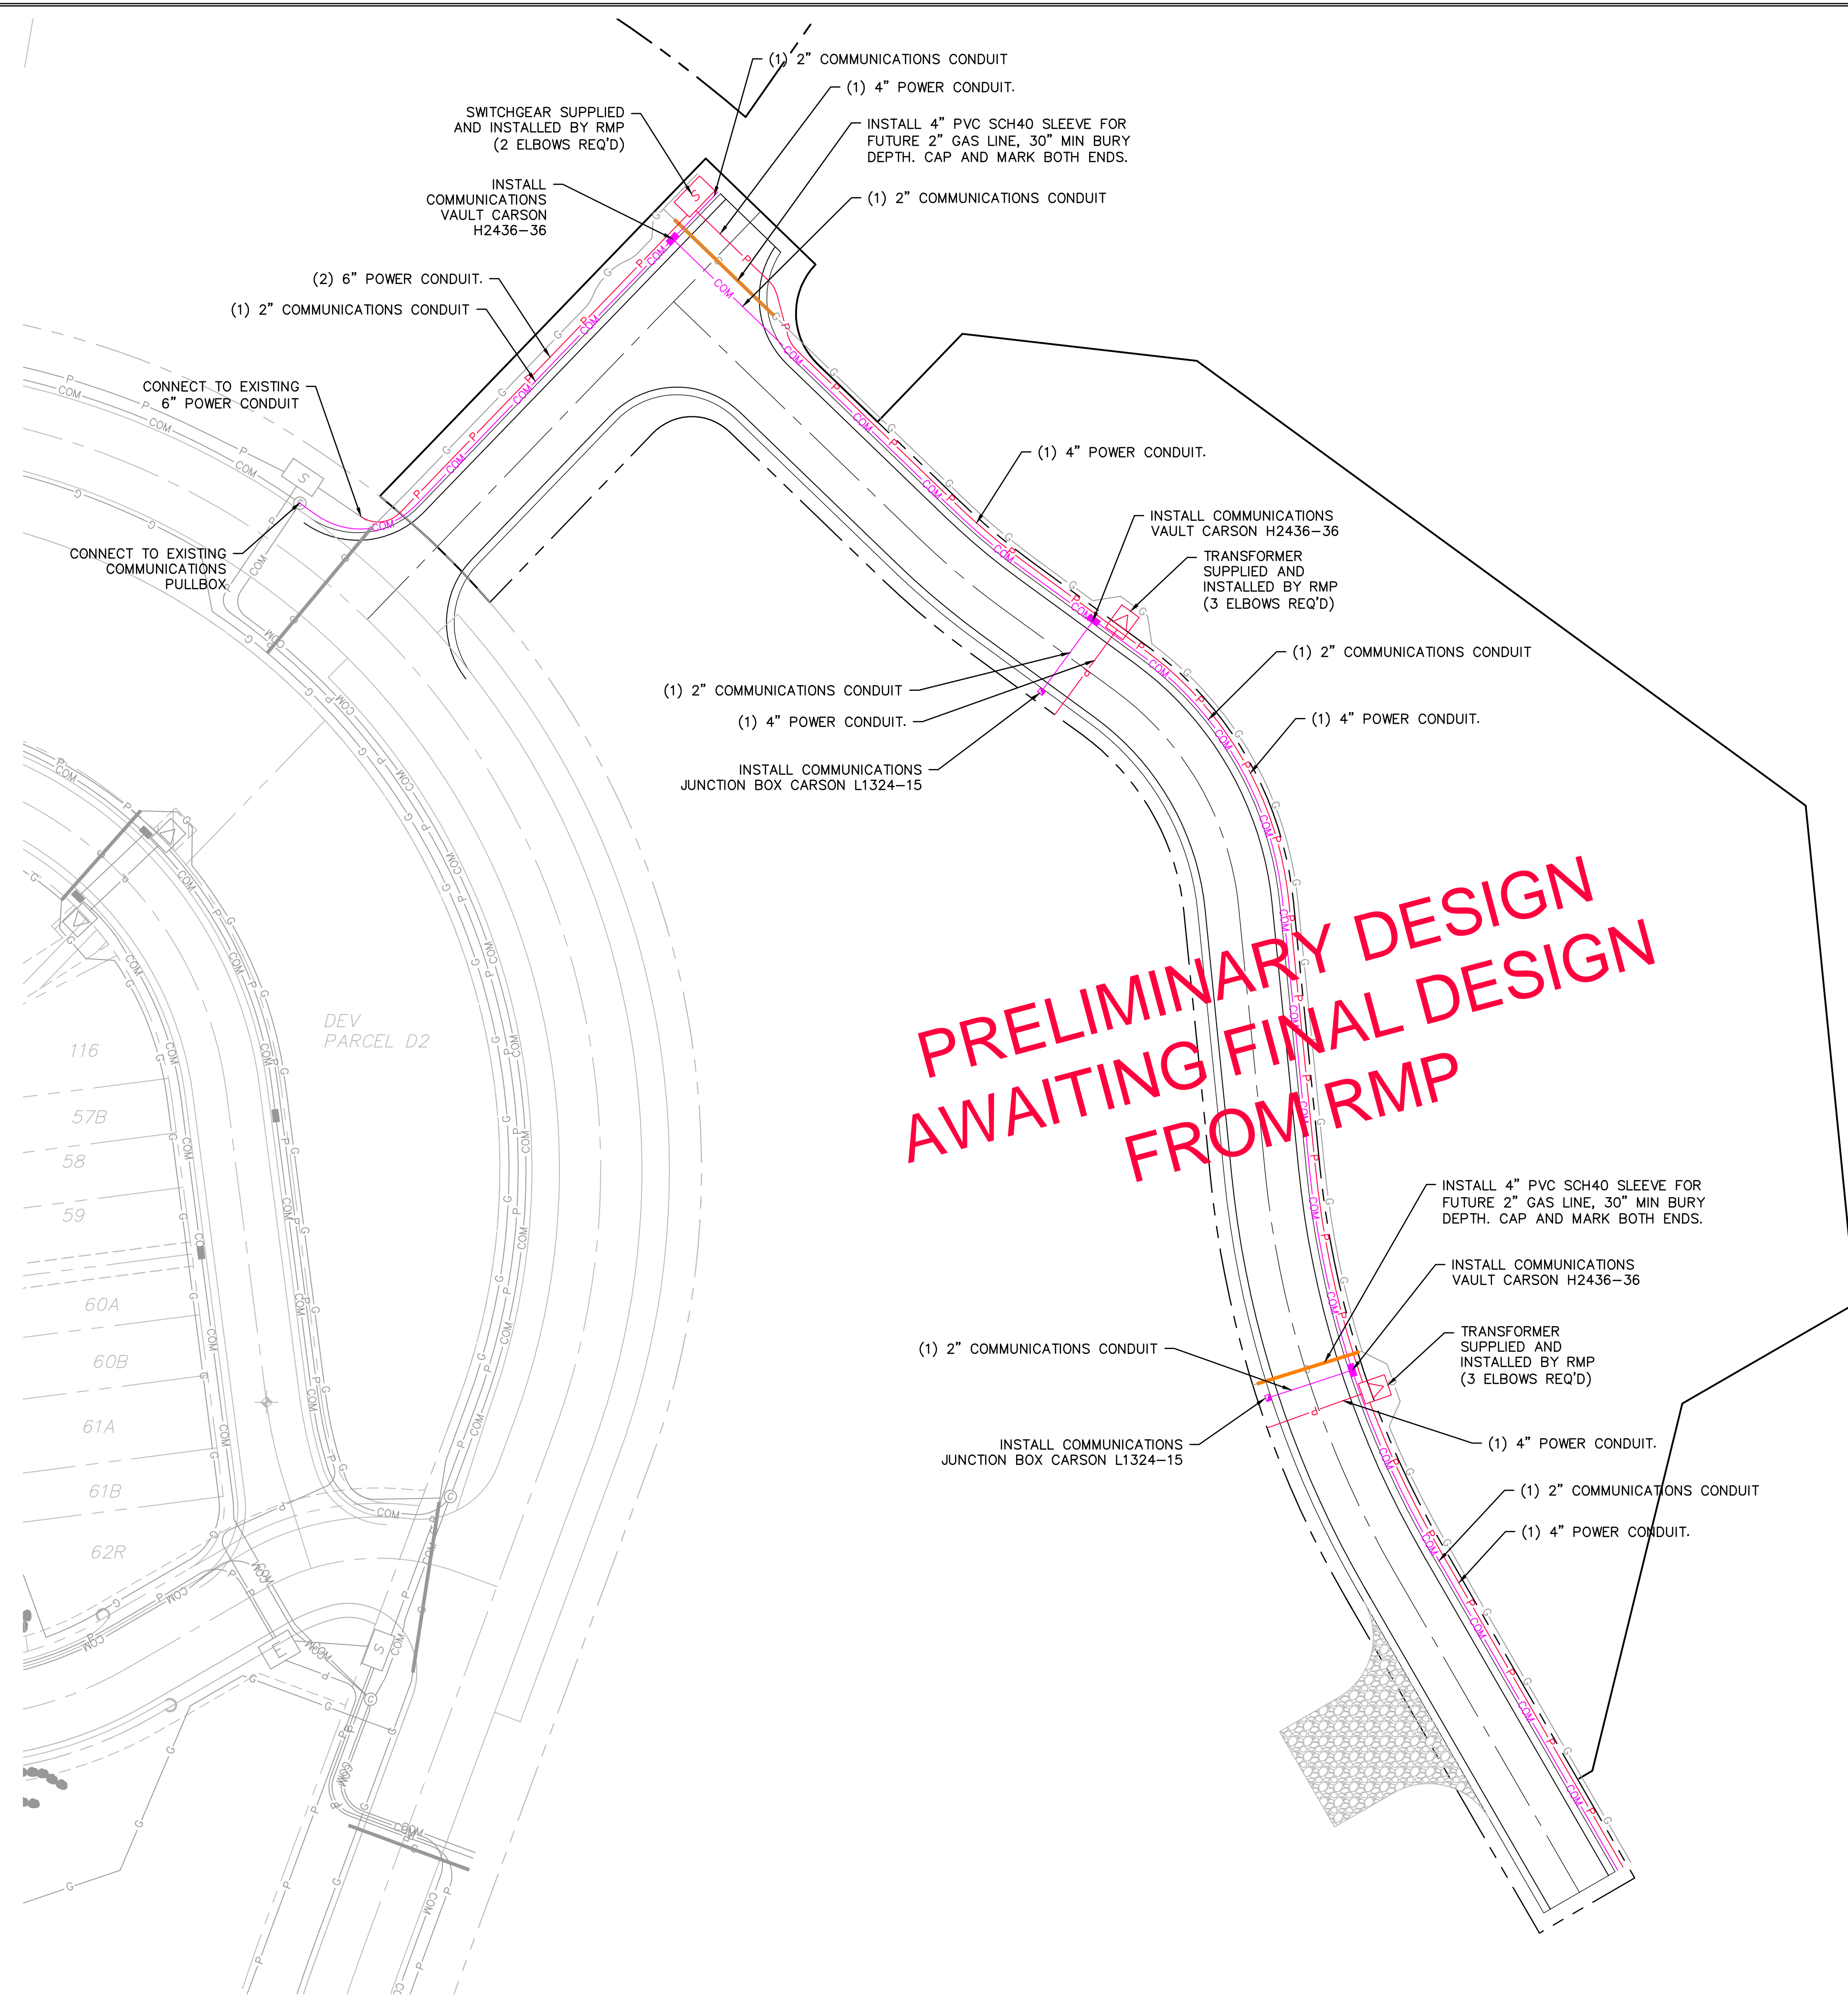 (1) 2” COMMUNICATIONS CONDUIT
(1) 4” POWER CONDUIT.
SWITCHGEAR SUPPLIED
AND INSTALLED BY RMP
(2 ELBOWS REQ’D)
INSTALL 4” PVC SCH40 SLEEVE FOR
FUTURE 2” GAS LINE, 30” MIN BURY
DEPTH. CAP AND MARK BOTH ENDS.
INSTALL
COMMUNICATIONS
VAULT CARSON
H2436-36
(1) 2” COMMUNICATIONS CONDUIT
(2) 6” POWER CONDUIT.
(1) 2” COMMUNICATIONS CONDUIT
CONNECT TO EXISTING
6” POWER CONDUIT
CONNECT TO EXISTING
COMMUNICATIONS
PULLBOX
(1) 4” POWER CONDUIT.
INSTALL COMMUNICATIONS
VAULT CARSON H2436-36
TRANSFORMER
SUPPLIED AND
INSTALLED BY RMP
(3 ELBOWS REQ’D)
(1) 2” COMMUNICATIONS CONDUIT
(1) 2” COMMUNICATIONS CONDUIT
(1) 4” POWER CONDUIT.
(1) 4” POWER CONDUIT.
INSTALL COMMUNICATIONS
JUNCTION BOX CARSON L1324-15
PRELIMINARY DESIGN
AWAITING FINAL DESIGN
FROM RMP
DEV
PARCEL D2
116
57B
58
59
60A
60B
61A
61B
62R
INSTALL 4” PVC SCH40 SLEEVE FOR
FUTURE 2” GAS LINE, 30” MIN BURY
DEPTH. CAP AND MARK BOTH ENDS.
INSTALL COMMUNICATIONS
VAULT CARSON H2436-36
(1) 2” COMMUNICATIONS CONDUIT
TRANSFORMER
SUPPLIED AND
INSTALLED BY RMP
(3 ELBOWS REQ’D)
INSTALL COMMUNICATIONS
JUNCTION BOX CARSON L1324-15
(1) 4” POWER CONDUIT.
(1) 2” COMMUNICATIONS CONDUIT
(1) 4” POWER CONDUIT.